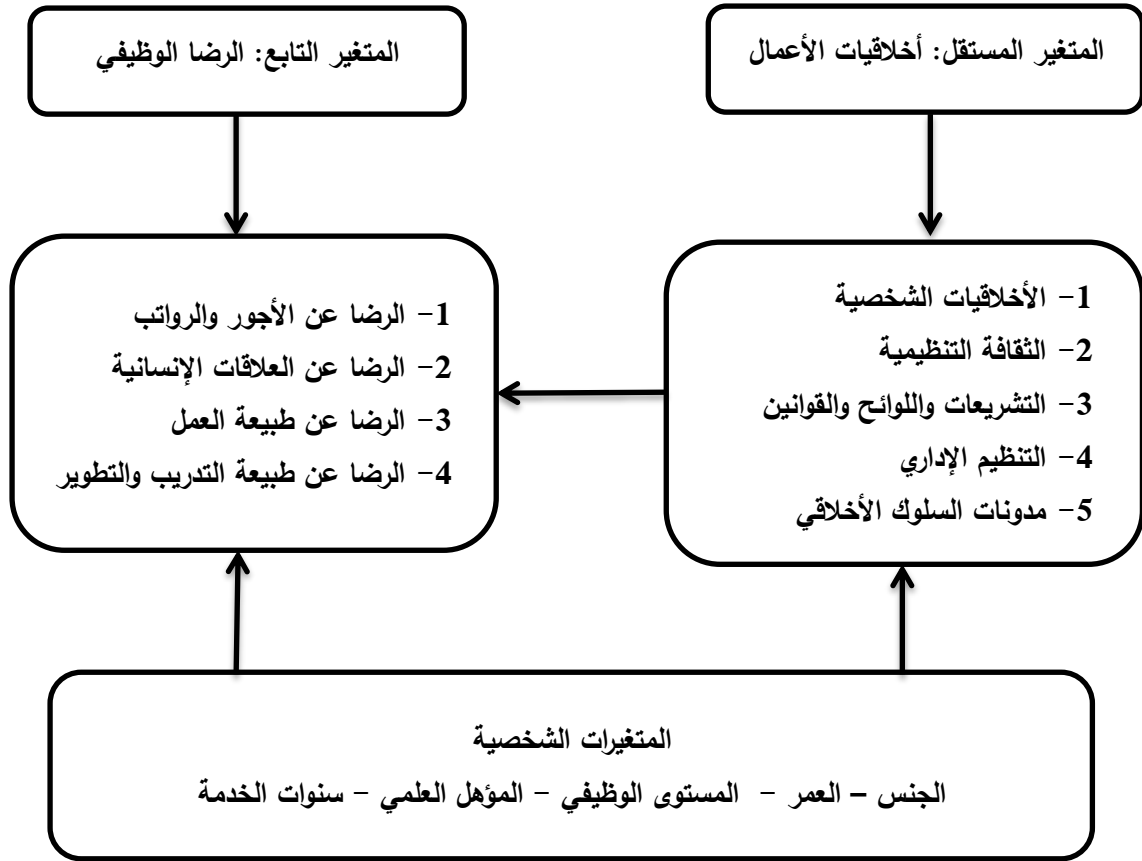 المتغير المستقل: أخلاقيات الأعمال
المتغير التابع: الرضا الوظيفي
1- الأخلاقيات الشخصية
2- الثقافة التنظيمية
3- التشريعات واللوائح والقوانين
4- التنظيم الإداري
5- مدونات السلوك الأخلاقي
1- الرضا عن الأجور والرواتب
2- الرضا عن العلاقات الإنسانية
3- الرضا عن طبيعة العمل
4- الرضا عن طبيعة التدريب والتطوير
المتغيرات الشخصية
الجنس – العمر - المستوى الوظيفي - المؤهل العلمي - سنوات الخدمة